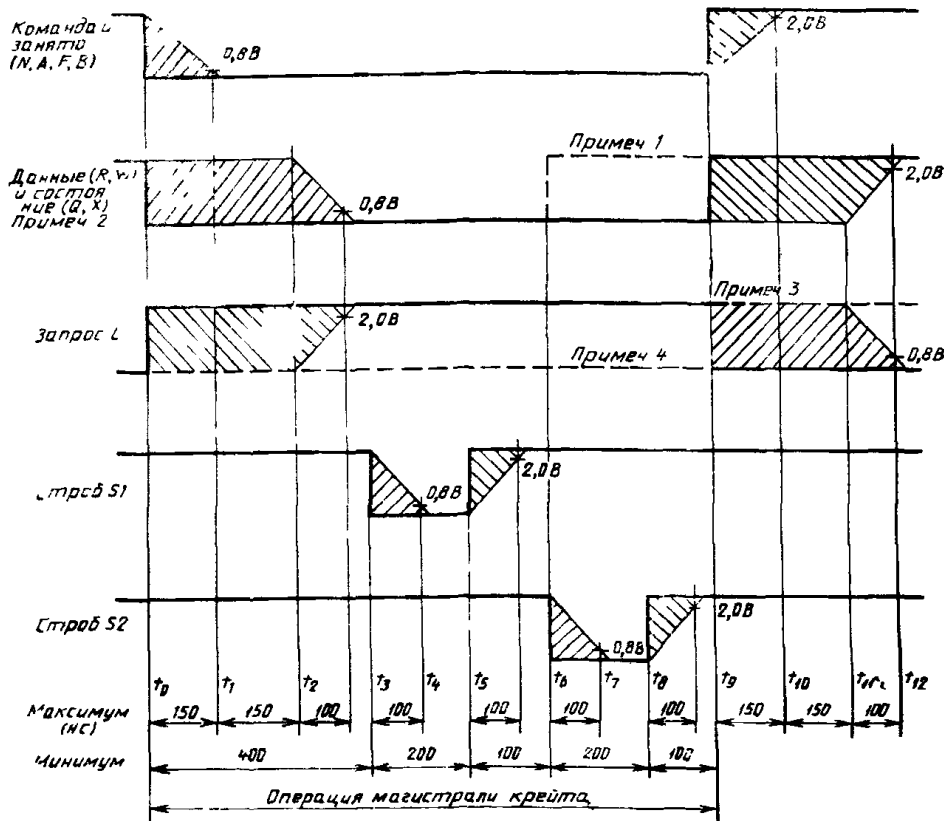 Команда и
занято
(N, A, F, B)
0,8В
2,0В
Примеч 1
Данные (R, W)
и состоя
ние (Q, X)
Примеч 2
0,8В
2,0В
Примеч 3
Запрос L
2,0В
Примеч 4
0,8В
Строб S1
0,8В
2,0В
Строб S2
0,8В
2,0В
t0 t1 t2 t3 t4 t5 t6 t7 t8 t9 t10 t12
Максимум
(нс)
150 150 100 100 100 100 100 150 150 100
Минимум
400 200 100 200 100
Операция магистрали крейта